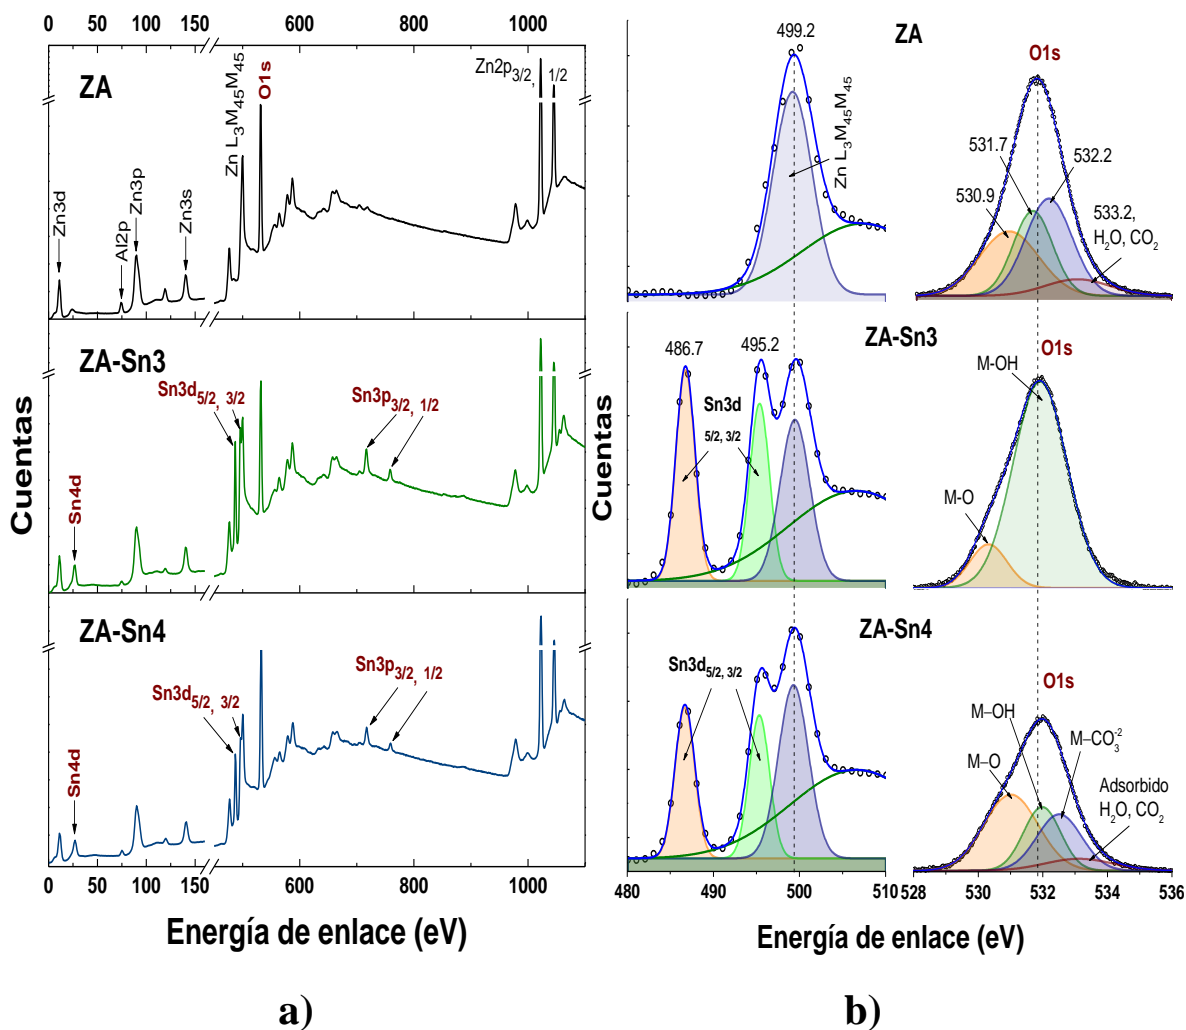 0 50 100 150 600 800 1000
ZA
Zn3d
Al2p
Zn3p
Zn3s
Zn L3M45M45
O1s
Zn2p3/2, 1/2
ZA-Sn3
Sn4d
Sn3d5/2, 3/2
Sn3p3/2, 1/2
ZA-Sn4
Sn4d
Sn3d5/2, 3/2
Sn3p3/2, 1/2
Cuentas
0 50 100 150 600 800 1000
Energía de enlace (eV)
a)
499.2
Zn L3M45M45
ZA
O1s
531.7
532.2
530.9
533.2,
H2O, CO2
ZA-Sn3
486.7
495.2
Sn3d
5/2, 3/2
O1s
M-OH
M-O
ZA-Sn4
Sn3d5/2, 3/2
O1s
M–OH
M–CO3-2
M–O
Adsorbido
H2O, CO2
Cuentas
480 490 500 510
528 530 532 534 536
Energía de enlace (eV)
b)